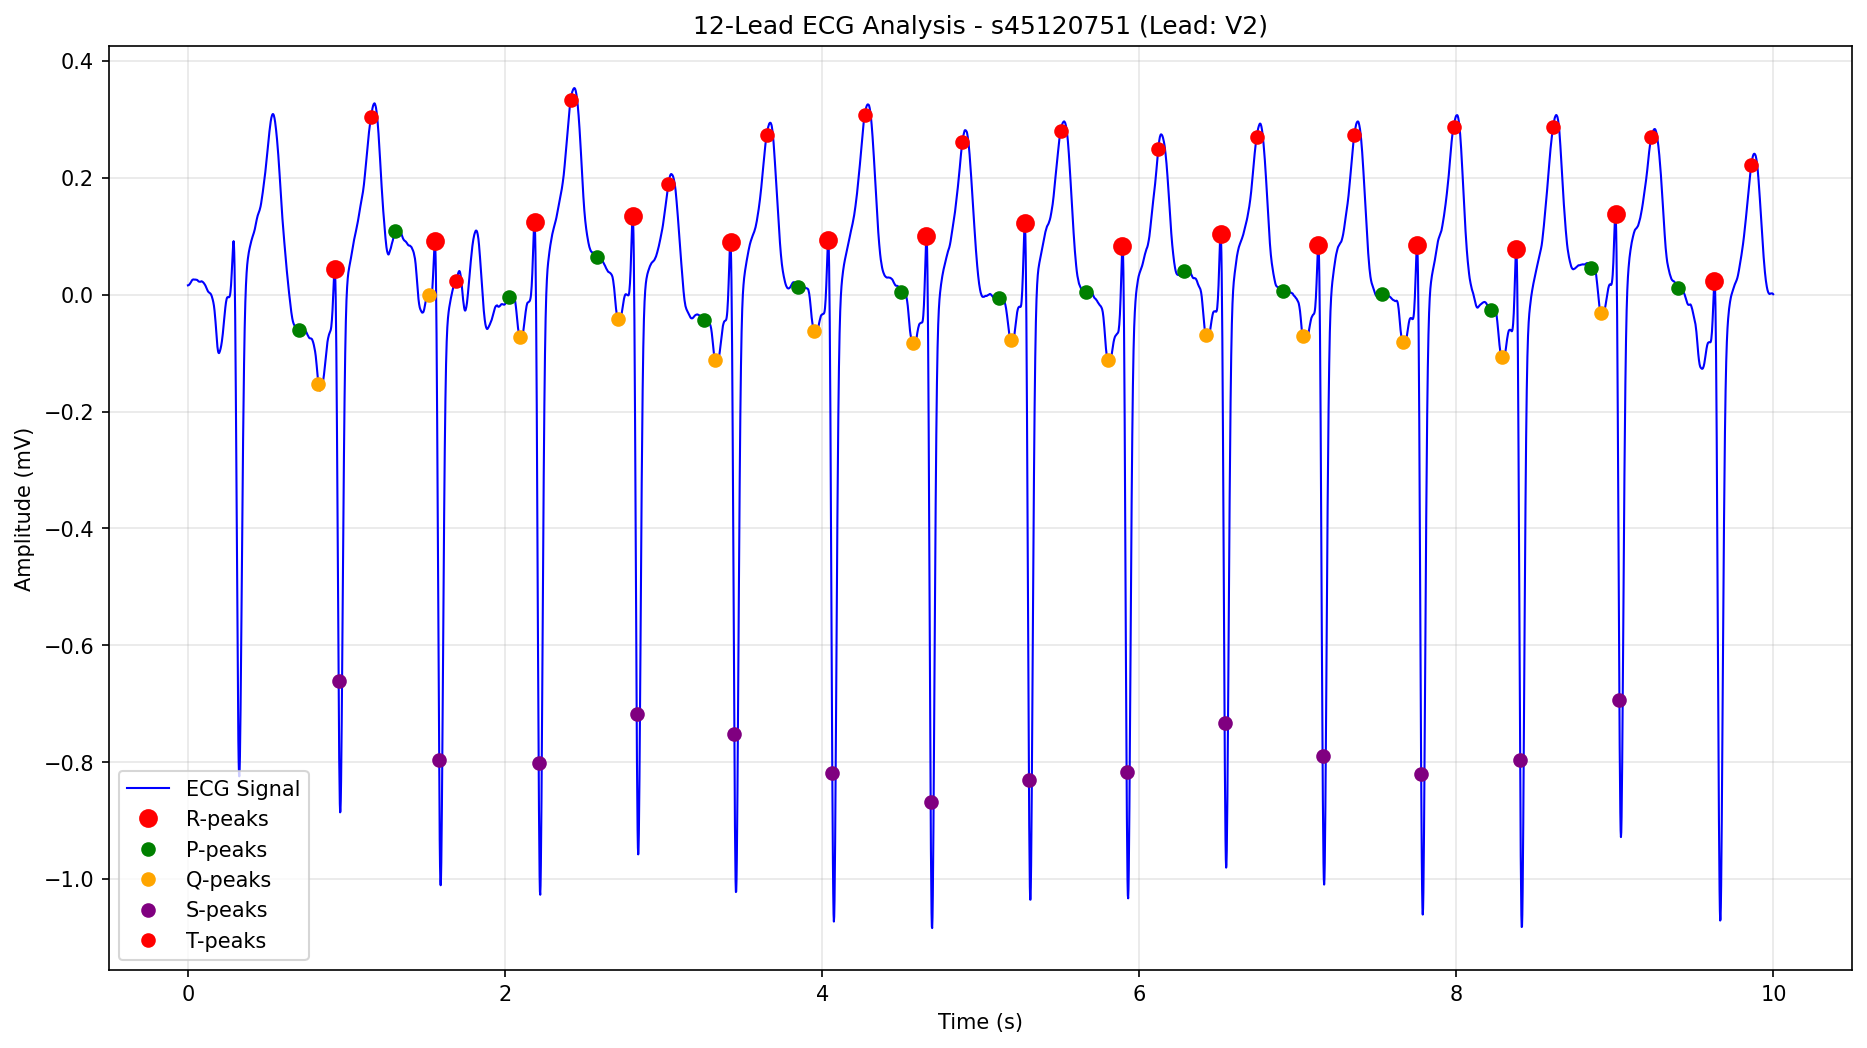 12-Lead ECG Analysis - s45120751 (Lead: V2)
Amplitude (mV)
0.4
0.2
0.0
−0.2
−0.4
−0.6
−0.8
−1.0
ECG Signal
R-peaks
P-peaks
Q-peaks
S-peaks
T-peaks
0 2 4 6 8 10
Time (s)